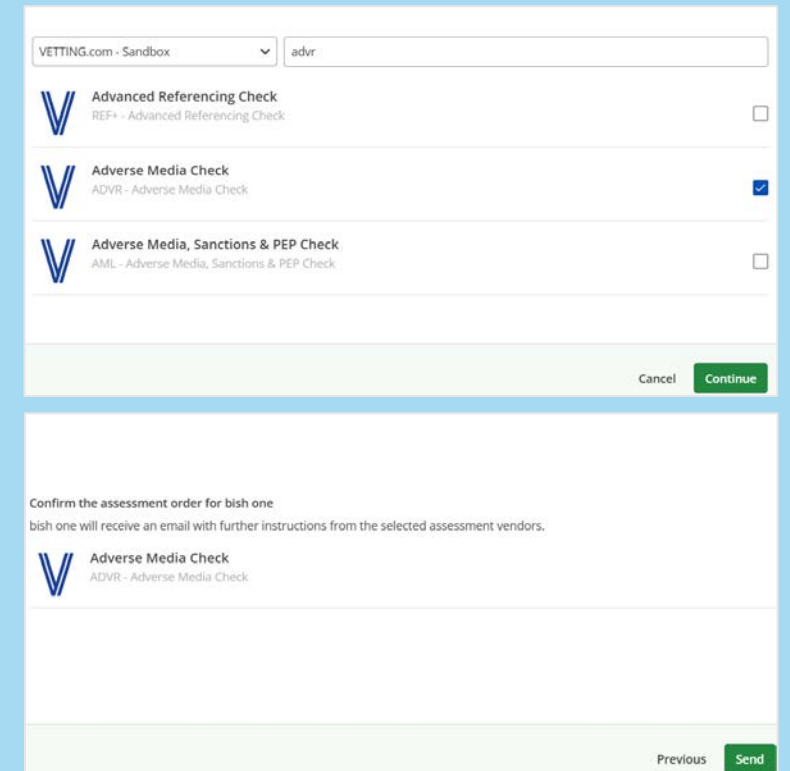 VETTING.com - Sandbox
advr
Advanced Referencing Check
REF+ - Advanced Referencing Check
Adverse Media Check
ADVR - Adverse Media Check
Adverse Media, Sanctions & PEP Check
AML - Adverse Media, Sanctions & PEP Check
Cancel
Continue
Confirm the assessment order for bish one
bish one will receive an email with further instructions from the selected assessment vendors.
Adverse Media Check
ADVR - Adverse Media Check
Previous
Send